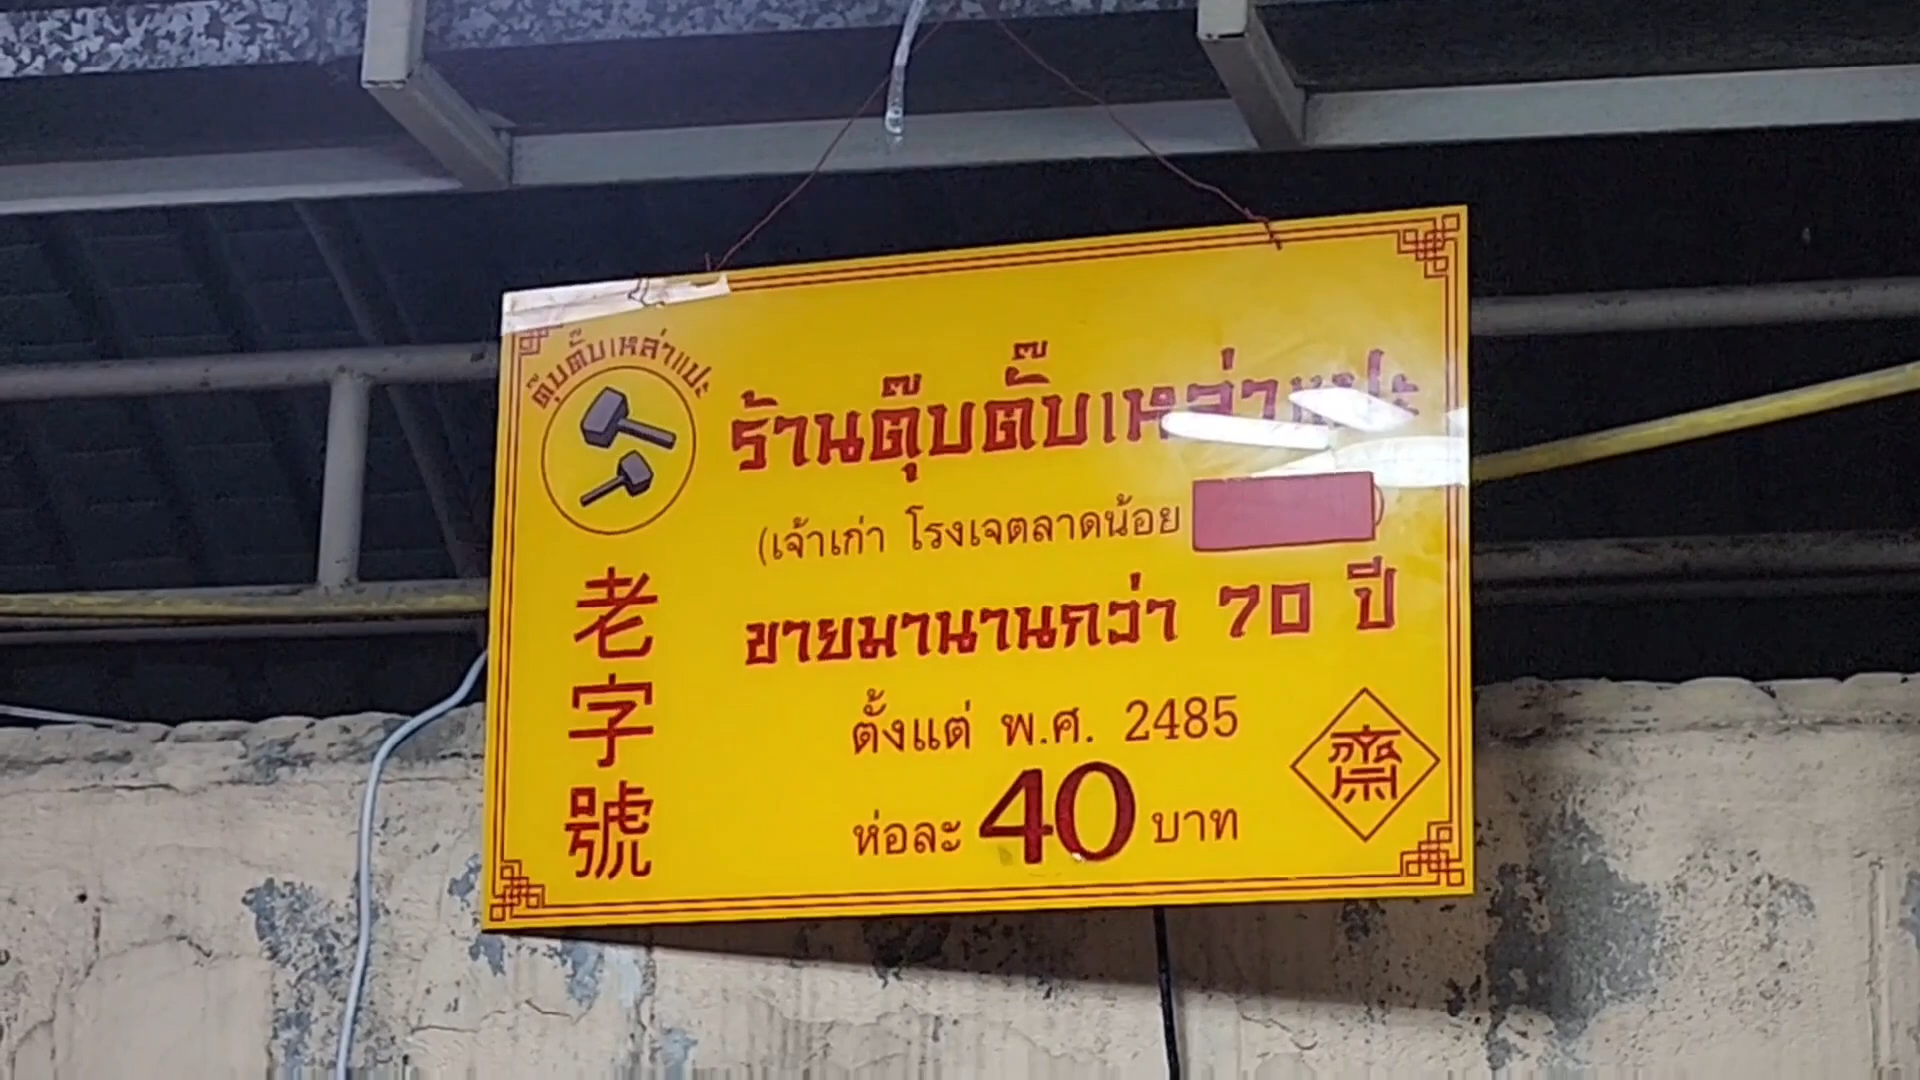 ตุ๊บตั๊บเหล่าแปะ
ร้านตุ๊บตั๊บเหล่าแปะ
(เจ้าเก่า โรงเจตลาดน้อย
ขายมานานกว่า 70 ปี
ตั้งแต่ พ.ศ. 2485
ห่อละ 40 บาท
老字號
齋